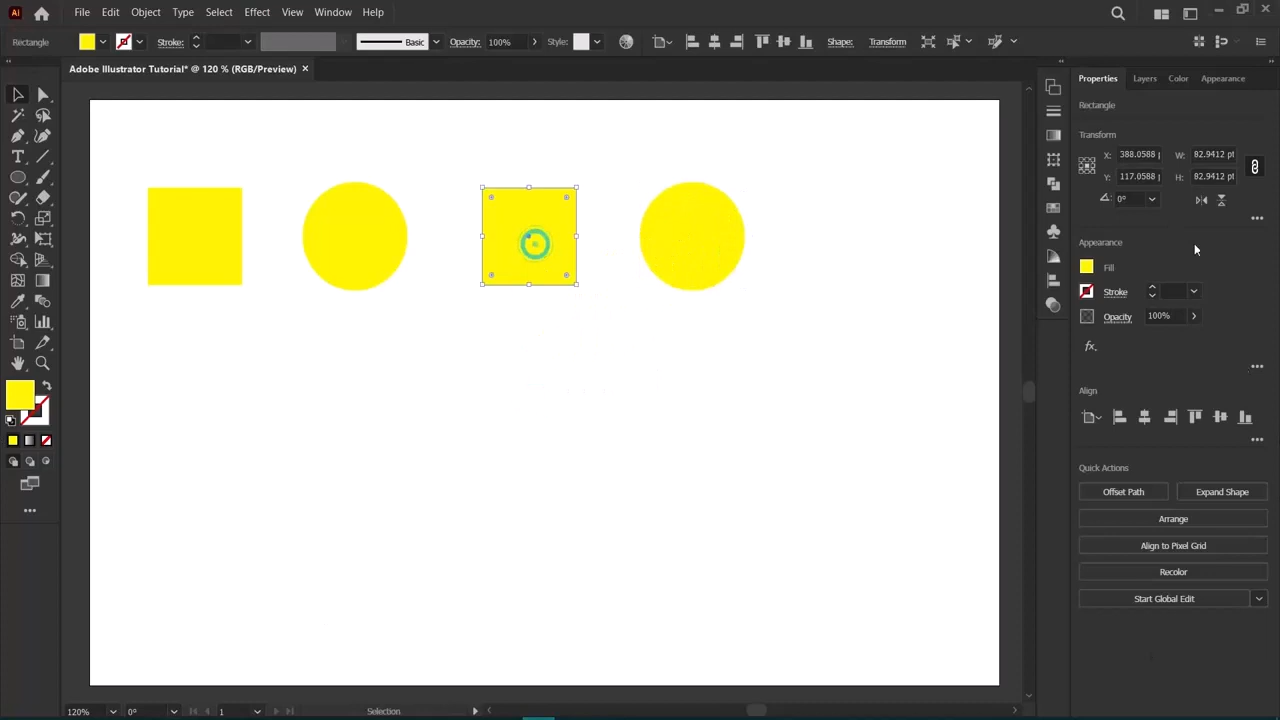 Ai File Edit Object Type Select Effect View Window Help
Rectangle Stroke: Basic Opacity: 100% Style: Shape: Transform
Adobe Illustrator Tutorial* @ 120 % (RGB/Preview) ×
Properties Layers Color Appearance
Rectangle
Transform
X: 388.0588 W: 82.9412 pt
Y: 117.0588 H: 82.9412 pt
0°
Appearance
Fill
Stroke
Opacity 100%
fx.
Align
Quick Actions
Offset Path Expand Shape
Arrange
Align to Pixel Grid
Recolor
Start Global Edit
120% 0° 1 Selection